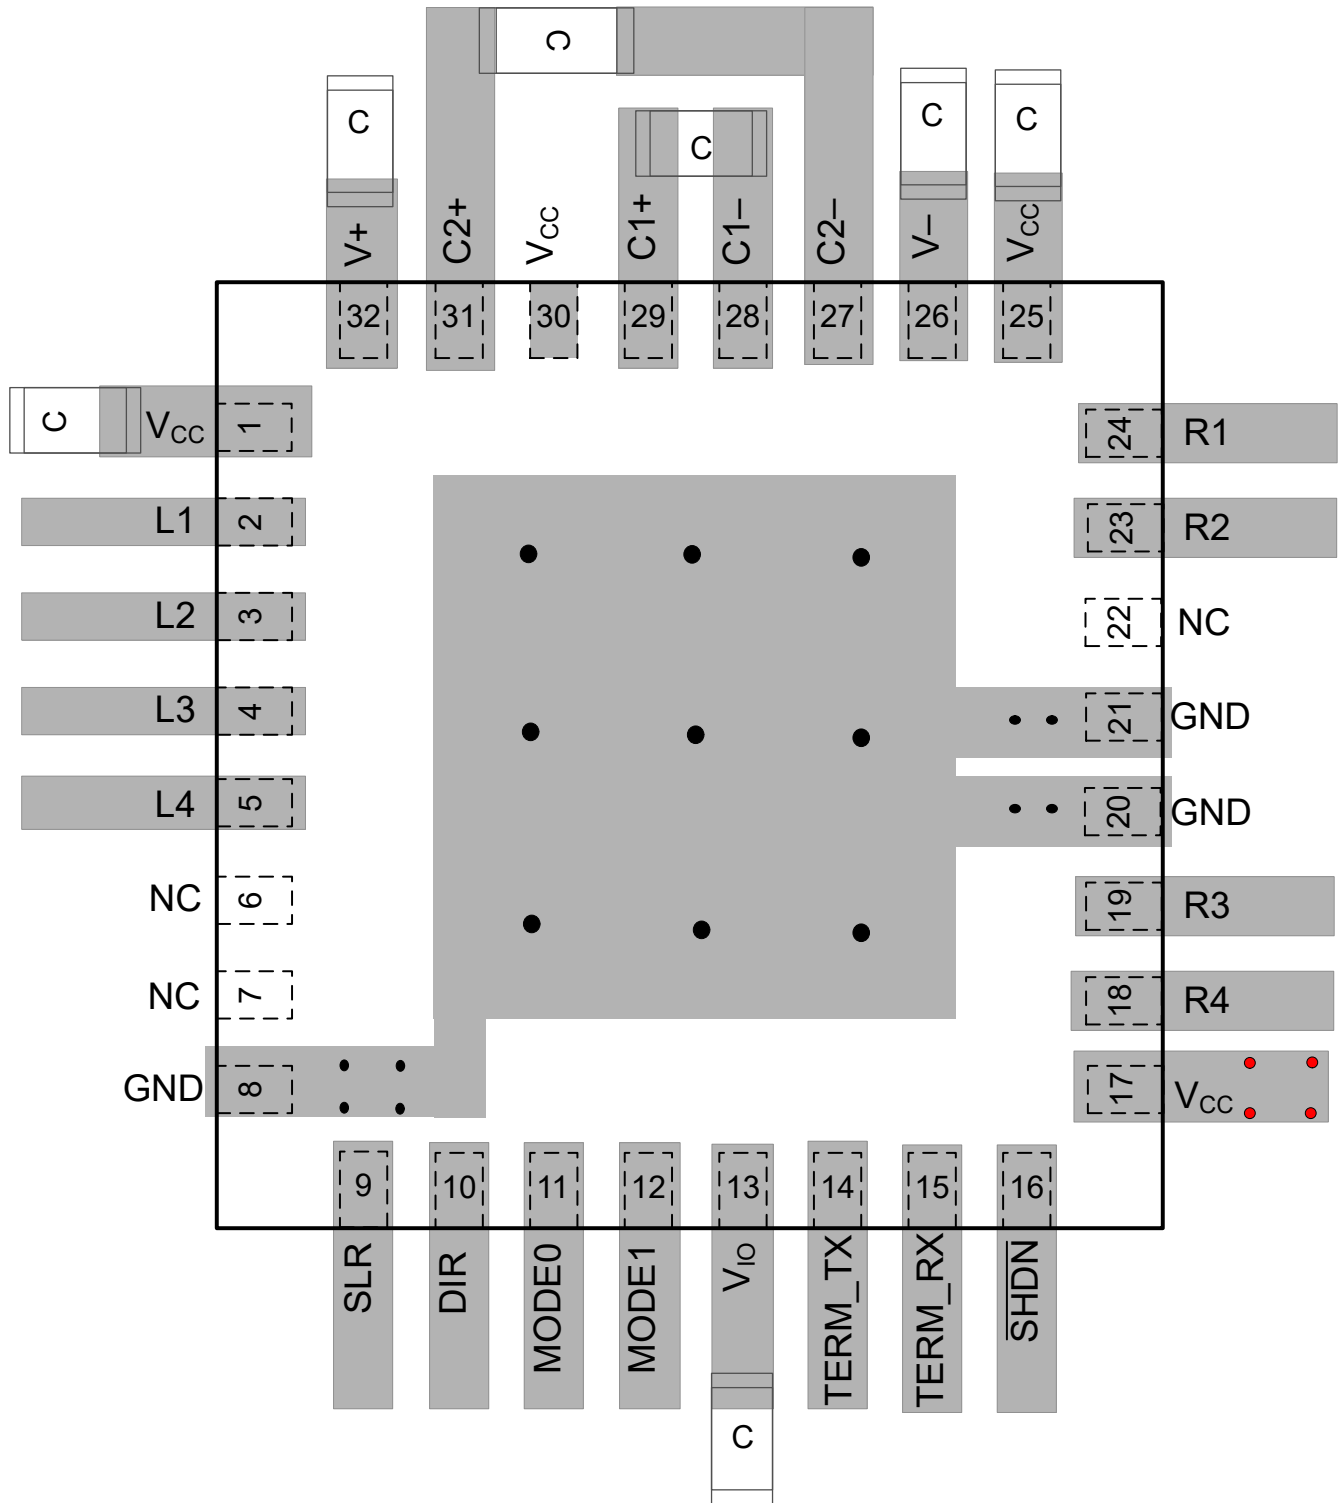 C
C
C
C
C
V+
C2+
VCC
C1+
C1–
C2–
V–
VCC
32
31
30
29
28
27
26
25
C
VCC
1
24
R1
L1
2
23
R2
L2
3
22
NC
L3
4
21
GND
L4
5
20
GND
NC
6
19
R3
NC
7
18
R4
GND
8
17
VCC
9
10
11
12
13
14
15
16
SLR
DIR
MODE0
MODE1
VIO
TERM_TX
TERM_RX
SHDN
C